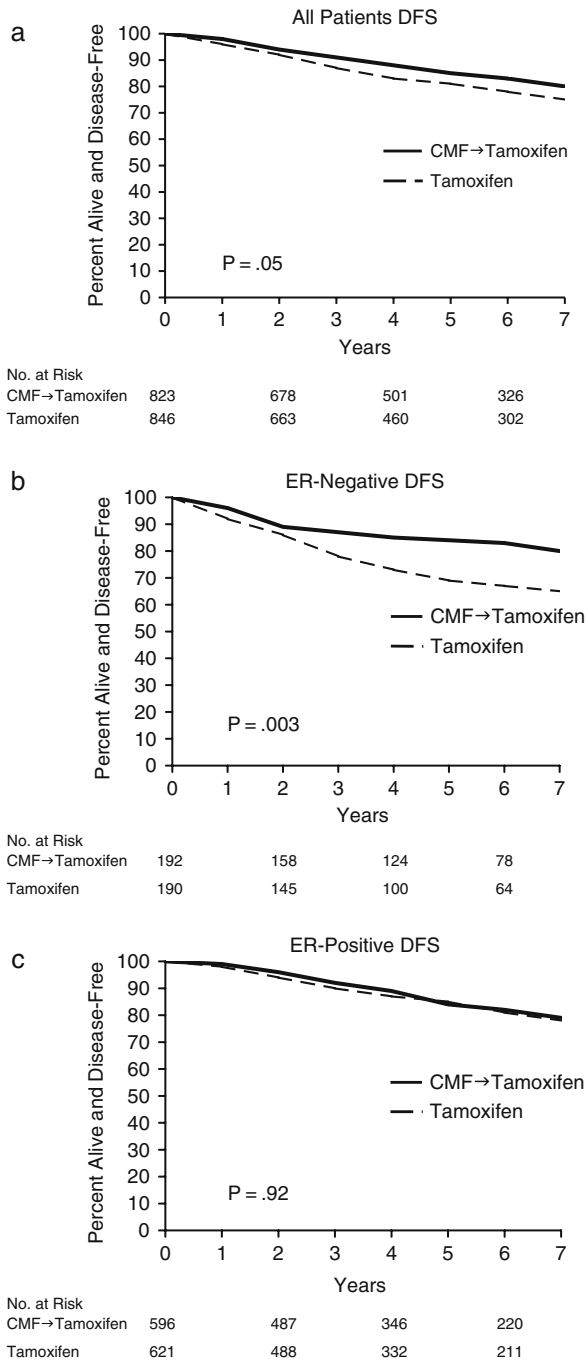 a
All Patients DFS
Percent Alive and Disease-Free
100
90
80
70
60
50
40
30
20
10
0
CMF→Tamoxifen
Tamoxifen
P = .05
0 1 2 3 4 5 6 7
Years
No. at Risk
CMF→Tamoxifen 823 678 501 326
Tamoxifen 846 663 460 302
b
ER-Negative DFS
Percent Alive and Disease-Free
100
90
80
70
60
50
40
30
20
10
0
CMF→Tamoxifen
Tamoxifen
P = .003
0 1 2 3 4 5 6 7
Years
No. at Risk
CMF→Tamoxifen 192 158 124 78
Tamoxifen 190 145 100 64
c
ER-Positive DFS
Percent Alive and Disease-Free
100
90
80
70
60
50
40
30
20
10
0
CMF→Tamoxifen
Tamoxifen
P = .92
0 1 2 3 4 5 6 7
Years
No. at Risk
CMF→Tamoxifen 596 487 346 220
Tamoxifen 621 488 332 211